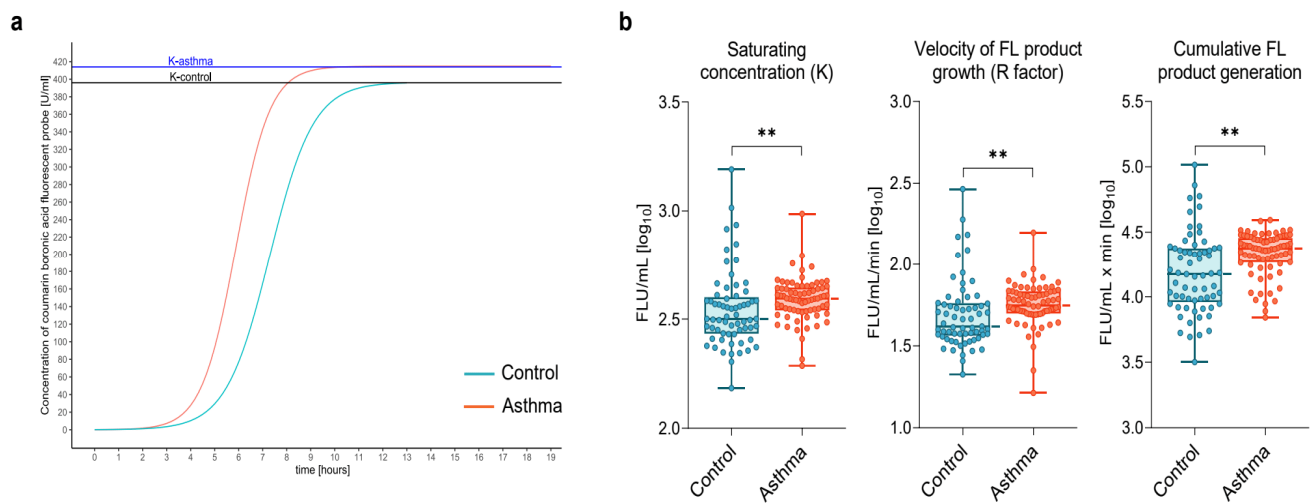 a
Concentration of coumarin boronic acid fluorescent probe [U/ml]
420
400
380
360
340
320
300
280
260
240
220
200
180
160
140
120
100
80
60
40
20
0
K-asthma
K-control
Control
Asthma
0 1 2 3 4 5 6 7 8 9 10 11 12 13 14 15 16 17 18 19
time [hours]
b
Saturating
concentration (K)
FLU/mL [log10]
3.5
3.0
2.5
2.0
**
Control
Asthma
Velocity of FL product
growth (R factor)
FLU/mL/min [log10]
3.0
2.5
2.0
1.5
1.0
**
Control
Asthma
Cumulative FL
product generation
FLU/mL x min [log10]
5.5
5.0
4.5
4.0
3.5
3.0
**
Control
Asthma